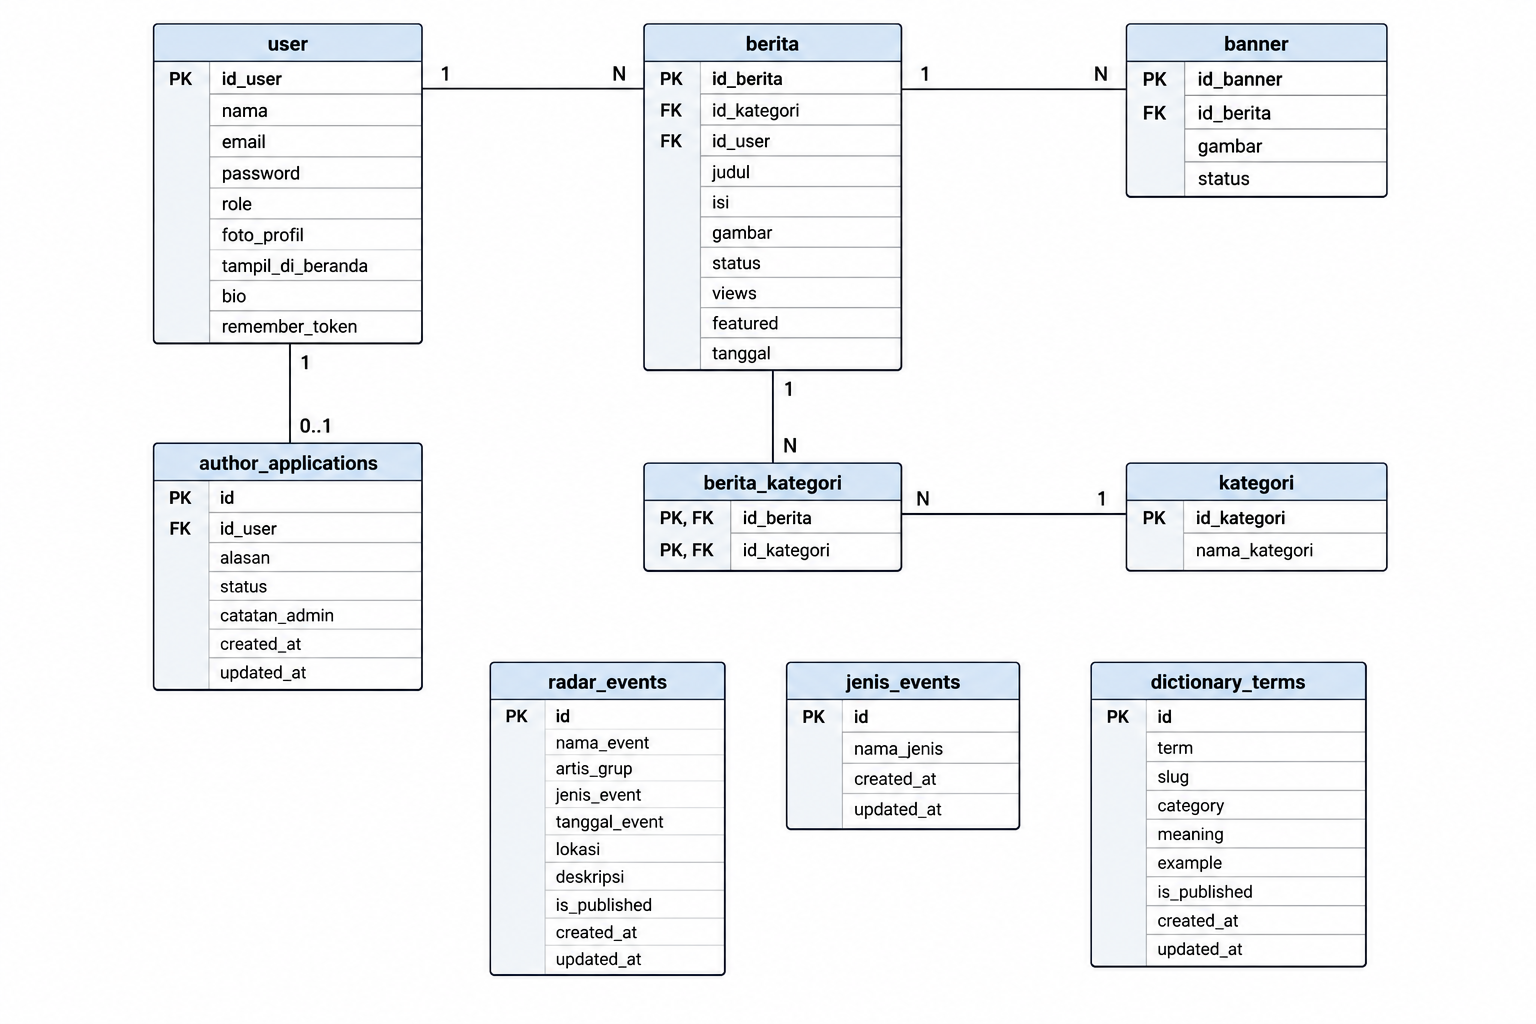 user
PK id_user
nama
email
password
role
foto_profil
tampil_di_beranda
bio
remember_token
1 N
berita
PK id_berita
FK id_kategori
FK id_user
judul
isi
gambar
status
views
featured
tanggal
1 N
banner
PK id_banner
FK id_berita
gambar
status
1
0..1
author_applications
PK id
FK id_user
alasan
status
catatan_admin
created_at
updated_at
1
N
berita_kategori
PK, FK id_berita
PK, FK id_kategori
N 1
kategori
PK id_kategori
nama_kategori
radar_events
PK id
nama_event
artis_grup
jenis_event
tanggal_event
lokasi
deskripsi
is_published
created_at
updated_at
jenis_events
PK id
nama_jenis
created_at
updated_at
dictionary_terms
PK id
term
slug
category
meaning
example
is_published
created_at
updated_at